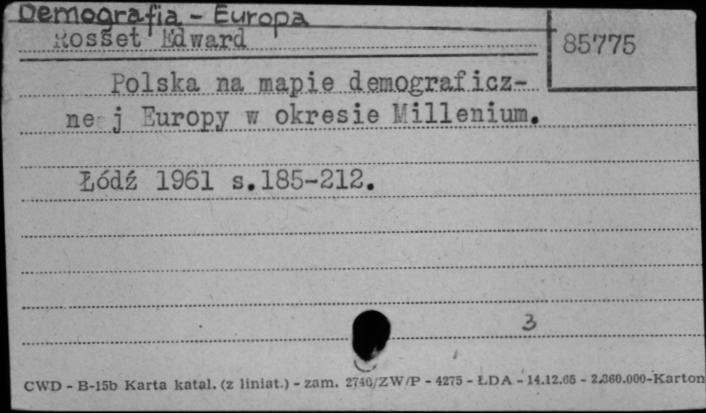 Demografia - Europa
Rosset Edward
85775
Polska na mapie demograficz-
nej Europy w okresie Millenium.
Łódź 1961 s.185-212.
3
CWD - B-15b Karta katal. (z liniat.) - zam. 2740/ZW/P - 4275 - ŁDA - 14.12.65 - 2.360.000-Karton